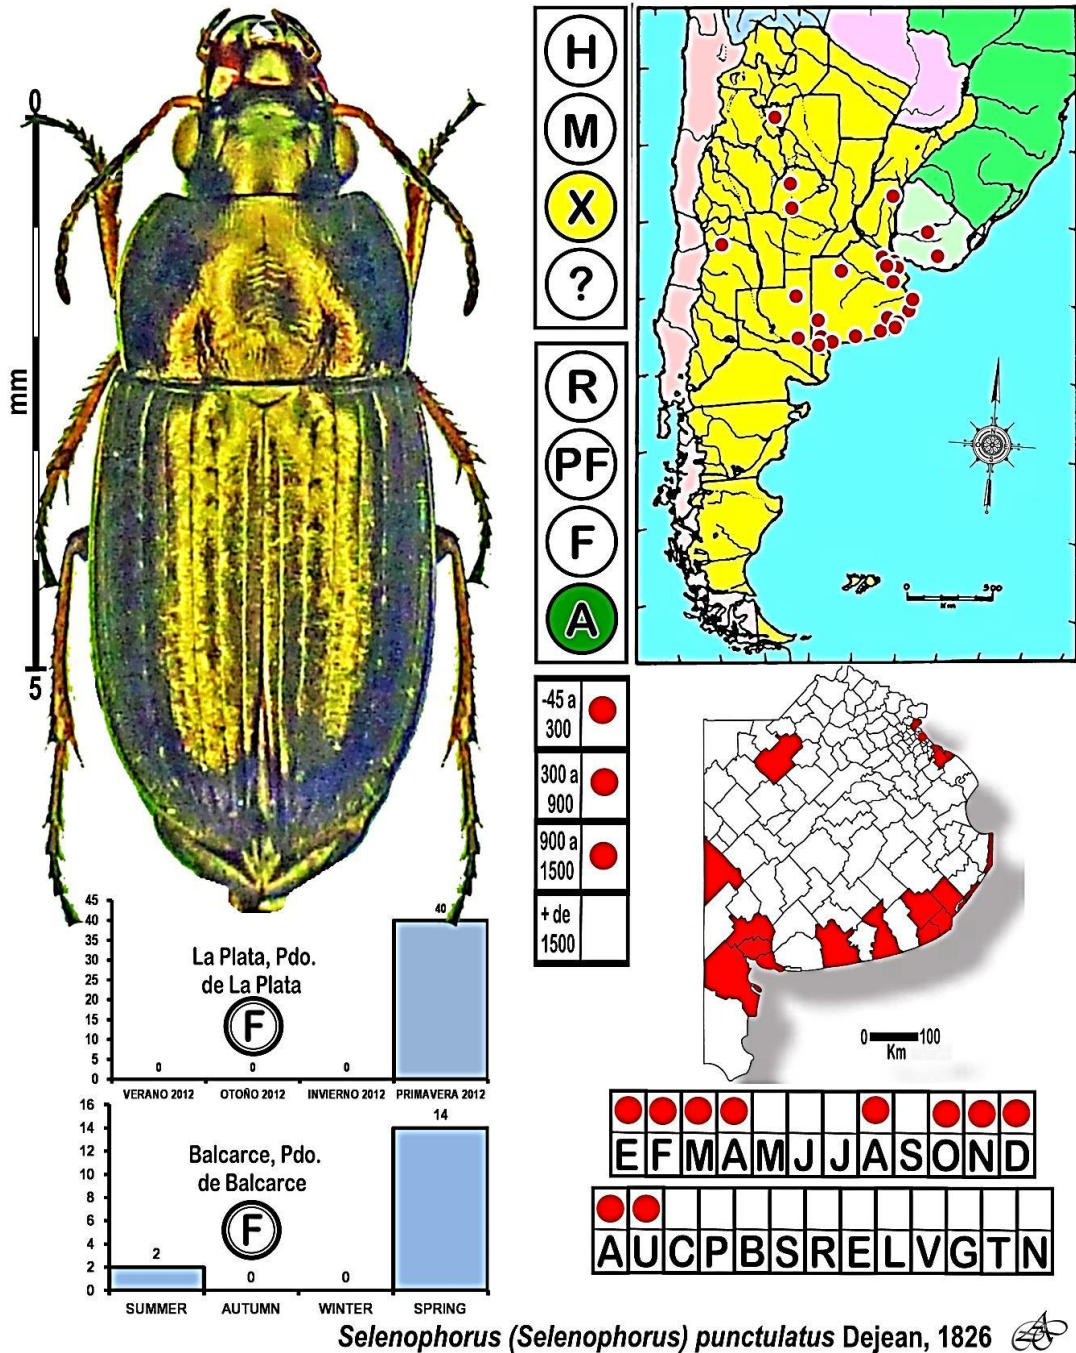 0
mm
5
H
M
X
?
R
PF
F
A
0 500
Km
-45 a
300
300 a
900
900 a
1500
+ de
1500
0 100
Km
45
40
35
30
25
20
15
10
5
0
40
La Plata, Pdo.
de La Plata
F
0 0 0
VERANO 2012 OTOÑO 2012 INVIERNO 2012 PRIMAVERA 2012
16
14
12
10
8
6
4
2
0
14
Balcarce, Pdo.
de Balcarce
F
2 0 0
SUMMER AUTUMN WINTER SPRING
E F M A M J J A S O N D
A U C P B S R E L V G T N
Selenophorus (Selenophorus) punctulatus Dejean, 1826